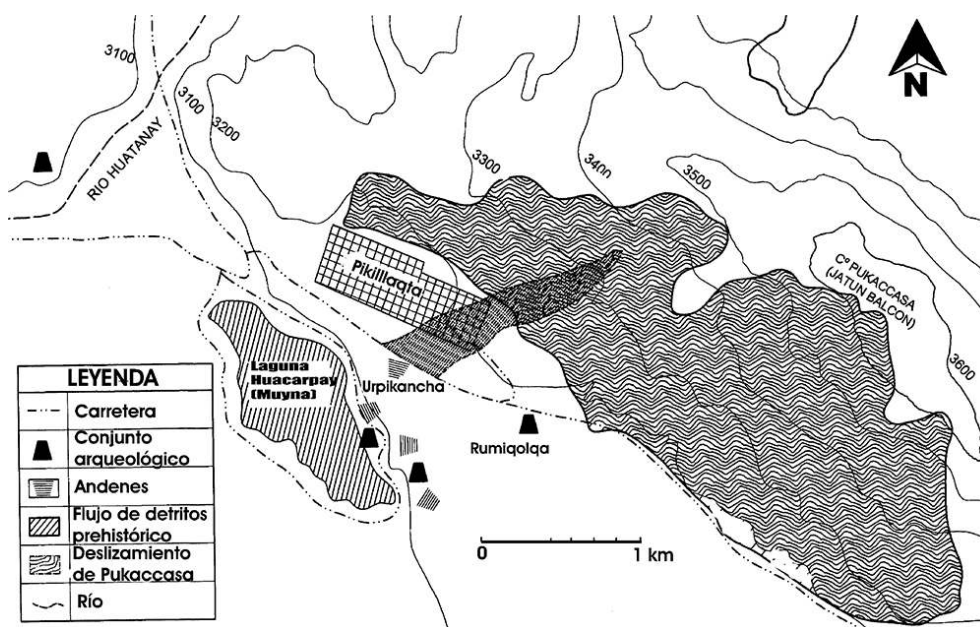 3100
3100
3200
3300
3400
3500
3600
N
RIO HUATANAY
Pikilllaqta
Cº PUKACCASA
(JATUN BALCON)
Laguna
Huacarpay
(Muyna)
Urpikancha
Rumiqolqa
0 1 km
LEYENDA
Carretera
Conjunto
arqueológico
Andenes
Flujo de detritos
prehistórico
Deslizamiento
de Pukaccasa
Río